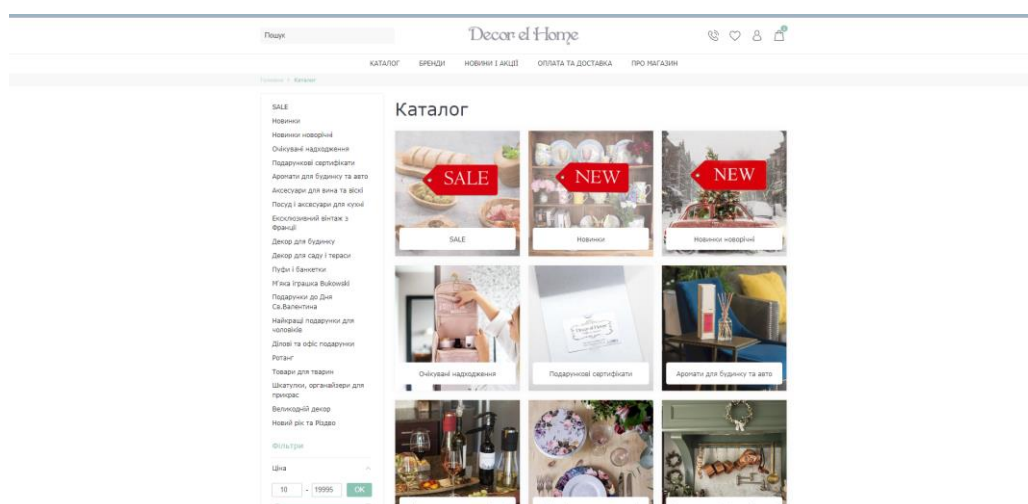 Пошук
Decor el Home
КАТАЛОГ БРЕНДИ НОВИНИ І АКЦІЇ ОПЛАТА ТА ДОСТАВКА ПРО МАГАЗИН
Головна Каталог
SALE
Новинки
Новинки новорічні
Очікувані надходження
Подарункові сертифікати
Аромати для будинку та авто
Аксесуари для вина та віскі
Посуд і аксесуари для кухні
Ексклюзивний вінтаж з
Франції
Декор для будинку
Декор для саду і тераси
Пуфи і банкетки
М'яка іграшка Bukowski
Подарунки до Дня
Св.Валентина
Найкращі подарунки для
чоловіків
Ділові та офіс подарунки
Ротанг
Товари для тварин
Шкатулки, органайзери для
прикрас
Великодній декор
Новий рік та Різдво
Фільтри
Ціна
10 - 19995 OK
Каталог
SALE
SALE
NEW
Новинки
NEW
Новинки новорічні
Очікувані надходження
Decor el Home
Подарункові сертифікати
Аромати для будинку та авто